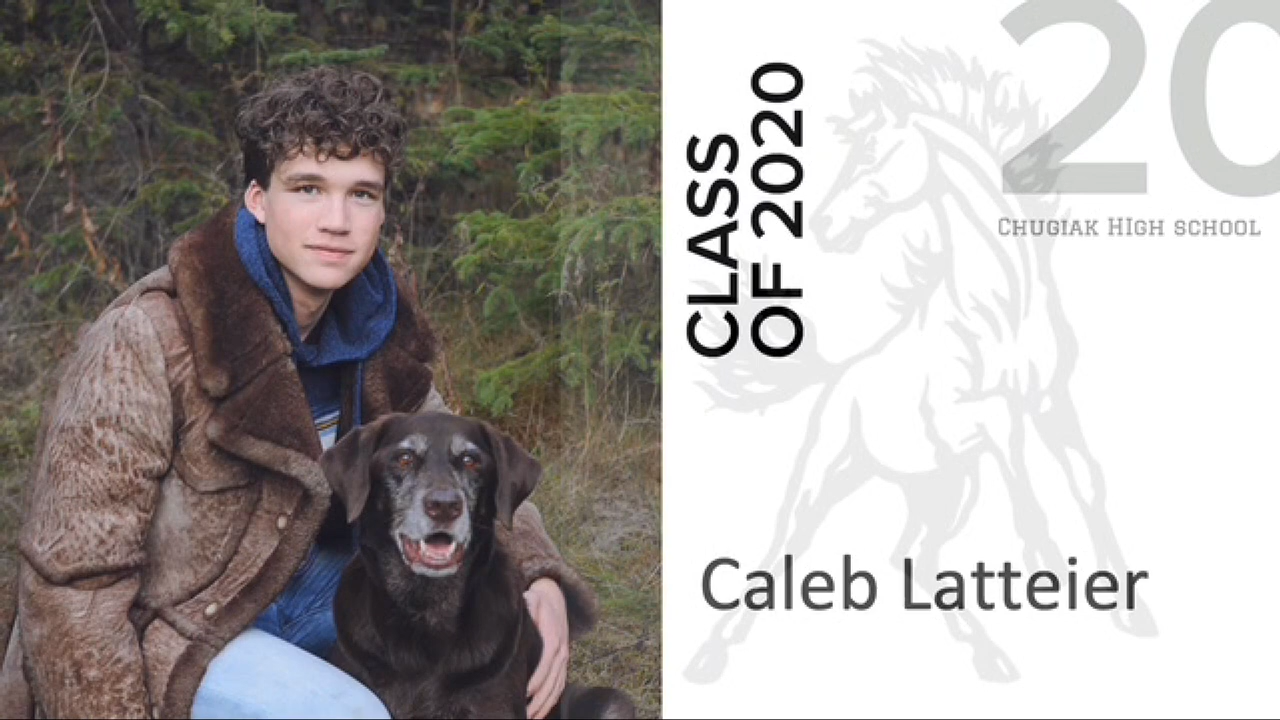 CLASS
OF 2020
20
CHUGIAK HIGH SCHOOL
Caleb Latteier